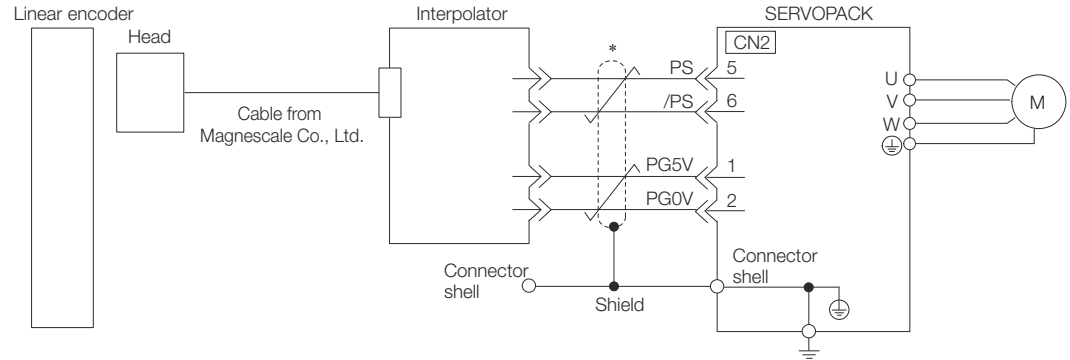 Linear encoder
Head
Cable from
Magnescale Co., Ltd.
Interpolator
*
SERVOPACK
CN2
PS 5
/PS 6
PG5V 1
PG0V 2
U
V
W
M
Connector
shell
Shield
Connector
shell